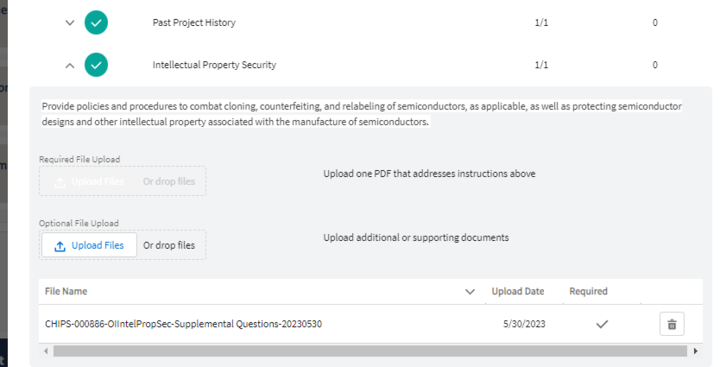 Past Project History 1/1 0
Intellectual Property Security 1/1 0
Provide policies and procedures to combat cloning, counterfeiting, and relabeling of semiconductors, as applicable, as well as protecting semiconductor
designs and other intellectual property associated with the manufacture of semiconductors.
Required File Upload
Upload Files Or drop files Upload one PDF that addresses instructions above
Optional File Upload
Upload Files Or drop files Upload additional or supporting documents
File Name Upload Date Required
CHIPS-000886-OIIntelPropSec-Supplemental Questions-20230530 5/30/2023